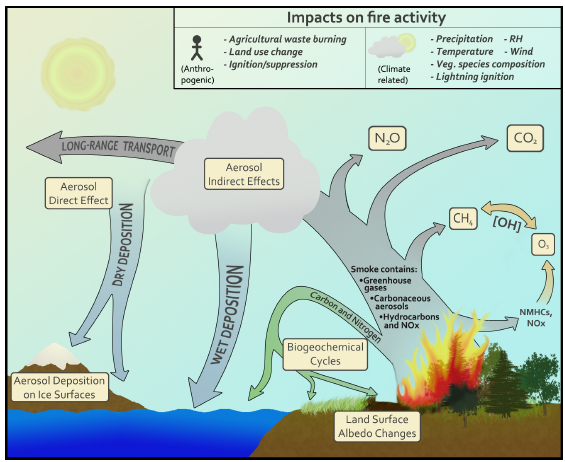 Impacts on fire activity
(Anthro-
pogenic)
- Agricultural waste burning
- Land use change
- Ignition/suppression
(Climate
related)
- Precipitation - RH
- Temperature - Wind
- Veg. species composition
- Lightning ignition
LONG-RANGE TRANSPORT
Aerosol
Indirect Effects
N₂O
CO₂
Aerosol
Direct Effect
CH₄
[OH]
O₃
DRY DEPOSITION
WET DEPOSITION
Smoke contains:
•Greenhouse
gases
•Carbonaceous
aerosols
•Hydrocarbons
and NOx
NMHCs,
NOx
Carbon and Nitrogen
Biogeochemical
Cycles
Aerosol Deposition
on Ice Surfaces
Land Surface
Albedo Changes